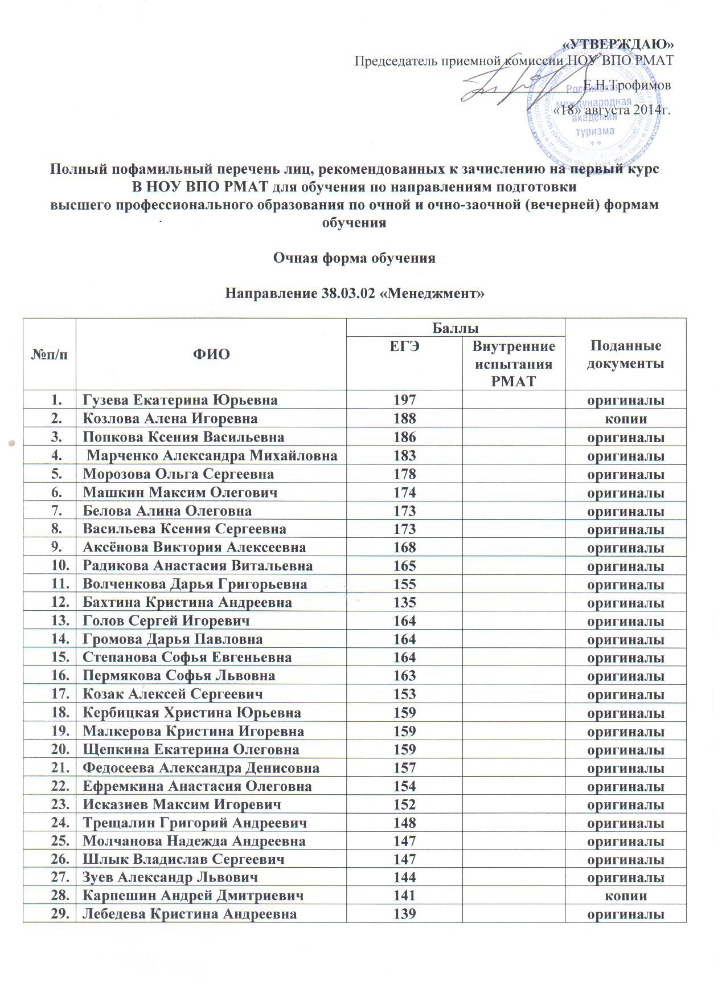 «УТВЕРЖДАЮ»
Председатель приемной комиссии НОУ ВПО РМАТ
Е.Н.Трофимов
«18» августа 2014г.
Российская
международная
академия
туризма
**
Полный пофамильный перечень лиц, рекомендованных к зачислению на первый курс
В НОУ ВПО РМАТ для обучения по направлениям подготовки
высшего профессионального образования по очной и очно-заочной (вечерней) формам
обучения
Очная форма обучения
Направление 38.03.02 «Менеджмент»
№п/п ФИО Баллы Поданные документы
ЕГЭ Внутренние испытания РМАТ
1. Гузева Екатерина Юрьевна 197 оригиналы
2. Козлова Алена Игоревна 188 копии
3. Попкова Ксения Васильевна 186 оригиналы
4. Марченко Александра Михайловна 183 оригиналы
5. Морозова Ольга Сергеевна 178 оригиналы
6. Машкин Максим Олегович 174 оригиналы
7. Белова Алина Олеговна 173 оригиналы
8. Васильева Ксения Сергеевна 173 оригиналы
9. Аксёнова Виктория Алексеевна 168 оригиналы
10. Радикова Анастасия Витальевна 165 оригиналы
11. Волченкова Дарья Григорьевна 155 оригиналы
12. Бахтина Кристина Андреевна 135 оригиналы
13. Голов Сергей Игоревич 164 оригиналы
14. Громова Дарья Павловна 164 оригиналы
15. Степанова Софья Евгеньевна 164 оригиналы
16. Пермякова Софья Львовна 163 оригиналы
17. Козак Алексей Сергеевич 153 оригиналы
18. Кербицкая Христина Юрьевна 159 оригиналы
19. Малкерова Кристина Игоревна 159 оригиналы
20. Щепкина Екатерина Олеговна 159 оригиналы
21. Федосеева Александра Денисовна 157 оригиналы
22. Ефремкина Анастасия Олеговна 154 оригиналы
23. Исказиев Максим Игоревич 152 оригиналы
24. Трещалин Григорий Андреевич 148 оригиналы
25. Молчанова Надежда Андреевна 147 оригиналы
26. Шлык Владислав Сергеевич 147 оригиналы
27. Зуев Александр Львович 144 оригиналы
28. Карпешин Андрей Дмитриевич 141 копии
29. Лебедева Кристина Андреевна 139 оригиналы